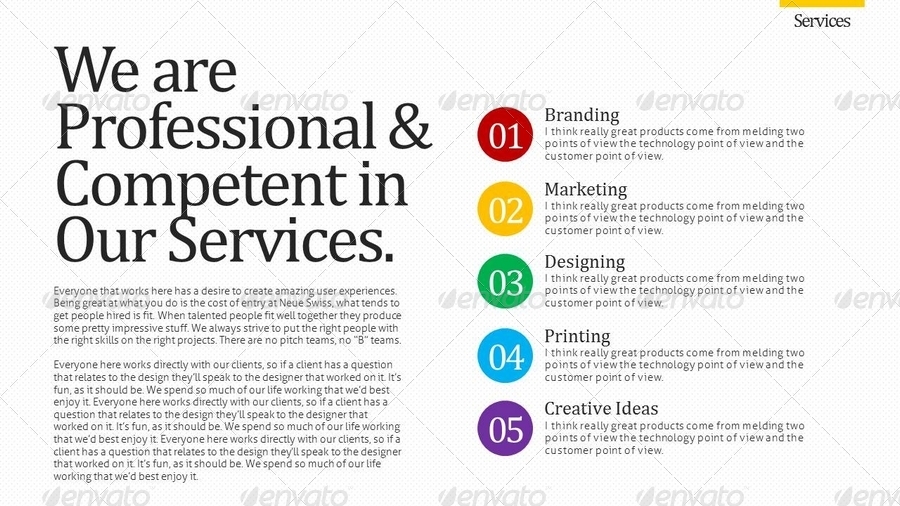 Services
We are
Professional &
Competent in
Our Services.
Everyone that works here has a desire to create amazing user experiences.
Being great at what you do is the cost of entry at Neue Swiss, what tends to
get people hired is fit. When talented people fit well together they produce
some pretty impressive stuff. We always strive to put the right people with
the right skills on the right projects. There are no pitch teams, no "B" teams.
Everyone here works directly with our clients, so if a client has a question
that relates to the design they'll speak to the designer that worked on it. It's
fun, as it should be. We spend so much of our life working that we'd best
enjoy it. Everyone here works directly with our clients, so if a client has a
question that relates to the design they'll speak to the designer that
worked on it. It's fun, as it should be. We spend so much of our life working
that we'd best enjoy it. Everyone here works directly with our clients, so if a
client has a question that relates to the design they'll speak to the designer
that worked on it. It's fun, as it should be. We spend so much of our life
working that we'd best enjoy it.
01
Branding
I think really great products come from melding two
points of view the technology point of view and the
customer point of view.
02
Marketing
I think really great products come from melding two
points of view the technology point of view and the
customer point of view.
03
Designing
I think really great products come from melding two
points of view the technology point of view and the
customer point of view.
04
Printing
I think really great products come from melding two
points of view the technology point of view and the
customer point of view.
05
Creative Ideas
I think really great products come from melding two
points of view the technology point of view and the
customer point of view.
envato